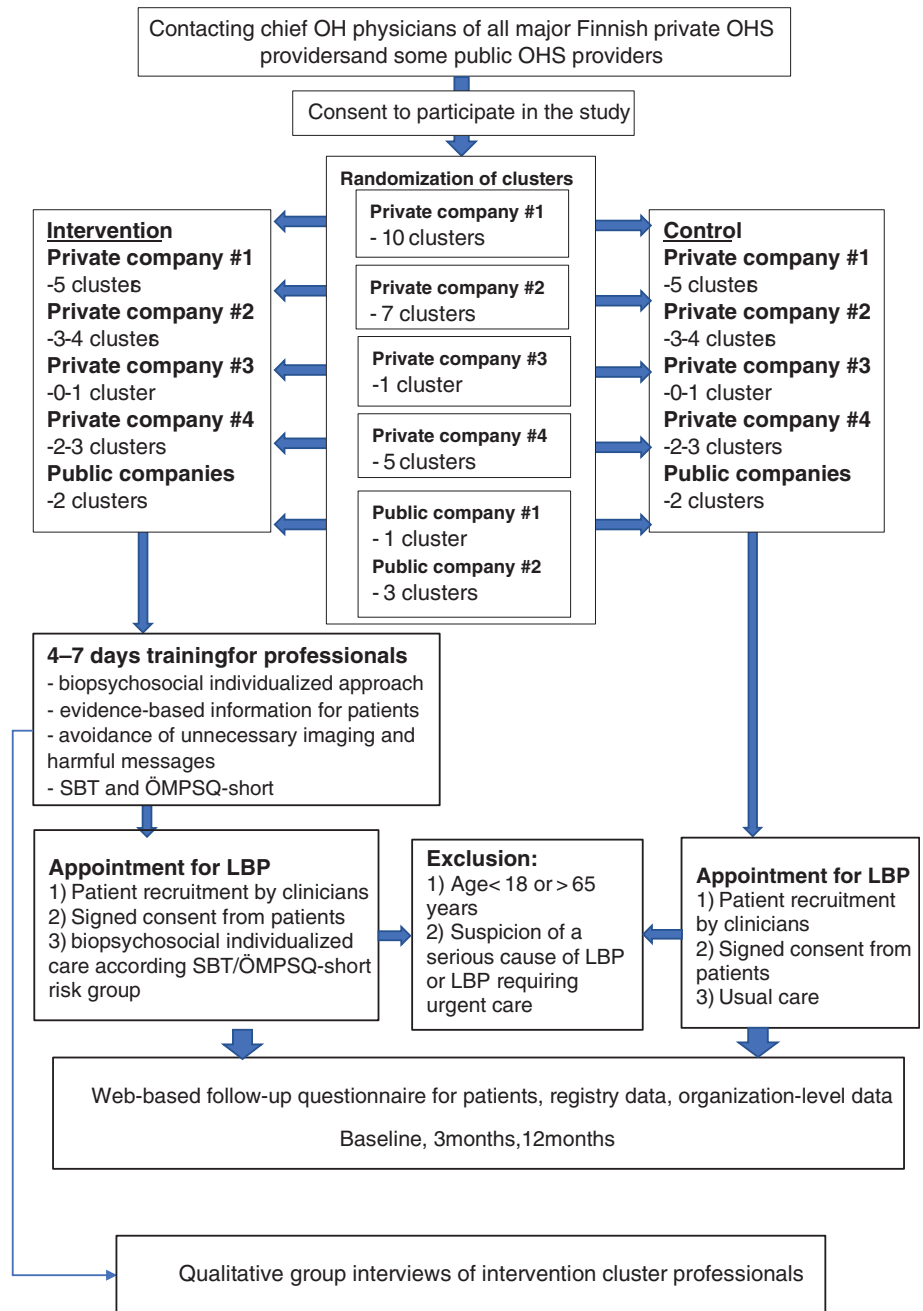 Contacting chief OH physicians of all major Finnish private OHS
providersand some public OHS providers
Consent to participate in the study
Randomization of clusters
Private company #1
- 10 clusters
Private company #2
- 7 clusters
Private company #3
-1 cluster
Private company #4
- 5 clusters
Public company #1
- 1 cluster
Public company #2
- 3 clusters
Intervention
Private company #1
-5 clusters
Private company #2
-3-4 clusters
Private company #3
-0-1 cluster
Private company #4
-2-3 clusters
Public companies
-2 clusters
Control
Private company #1
-5 clusters
Private company #2
-3-4 clusters
Private company #3
-0-1 cluster
Private company #4
-2-3 clusters
Public companies
-2 clusters
4–7 days trainingfor professionals
- biopsychosocial individualized approach
- evidence-based information for patients
- avoidance of unnecessary imaging and
harmful messages
- SBT and ÖMPSQ-short
Appointment for LBP
1) Patient recruitment by clinicians
2) Signed consent from patients
3) biopsychosocial individualized
care according SBT/ÖMPSQ-short
risk group
Exclusion:
1) Age< 18 or > 65
years
2) Suspicion of a
serious cause of LBP
or LBP requiring
urgent care
Appointment for LBP
1) Patient recruitment
by clinicians
2) Signed consent from
patients
3) Usual care
Web-based follow-up questionnaire for patients, registry data, organization-level data
Baseline, 3months,12months
Qualitative group interviews of intervention cluster professionals